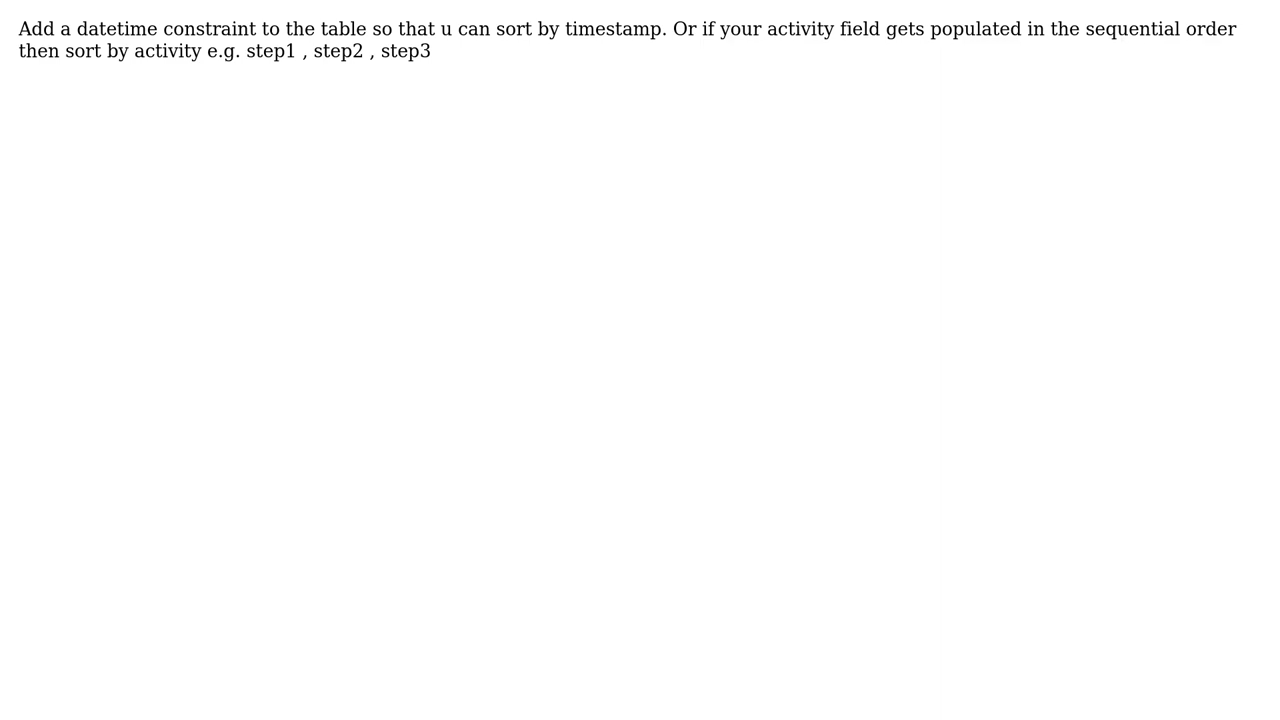 Add a datetime constraint to the table so that u can sort by timestamp. Or if your activity field gets populated in the sequential order
then sort by activity e.g. step1 , step2 , step3